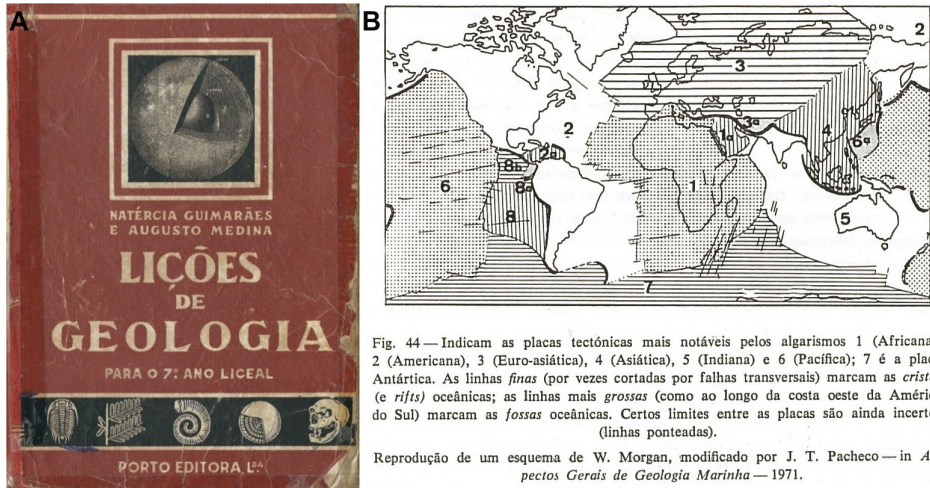 A
NATÉRCIA GUIMARÃES
E AUGUSTO MEDINA
LIÇÕES
DE
GEOLOGIA
PARA O 7.º ANO LICEAL
PORTO EDITORA, L.DA
B
2
3
3a
1a
4
6a
2
2a
8b
8a
6
1
8
5
7
Fig. 44 — Indicam as placas tectónicas mais notáveis pelos algarismos 1 (Africana
2 (Americana), 3 (Euro-asiática), 4 (Asiática), 5 (Indiana) e 6 (Pacífica); 7 é a plac
Antártica. As linhas finas (por vezes cortadas por falhas transversais) marcam as crist
(e rifts) oceânicas; as linhas mais grossas (como ao longo da costa oeste da Améri
do Sul) marcam as fossas oceânicas. Certos limites entre as placas são ainda incert
(linhas ponteadas).
Reprodução de um esquema de W. Morgan, modificado por J. T. Pacheco — in A
pectos Gerais de Geologia Marinha — 1971.